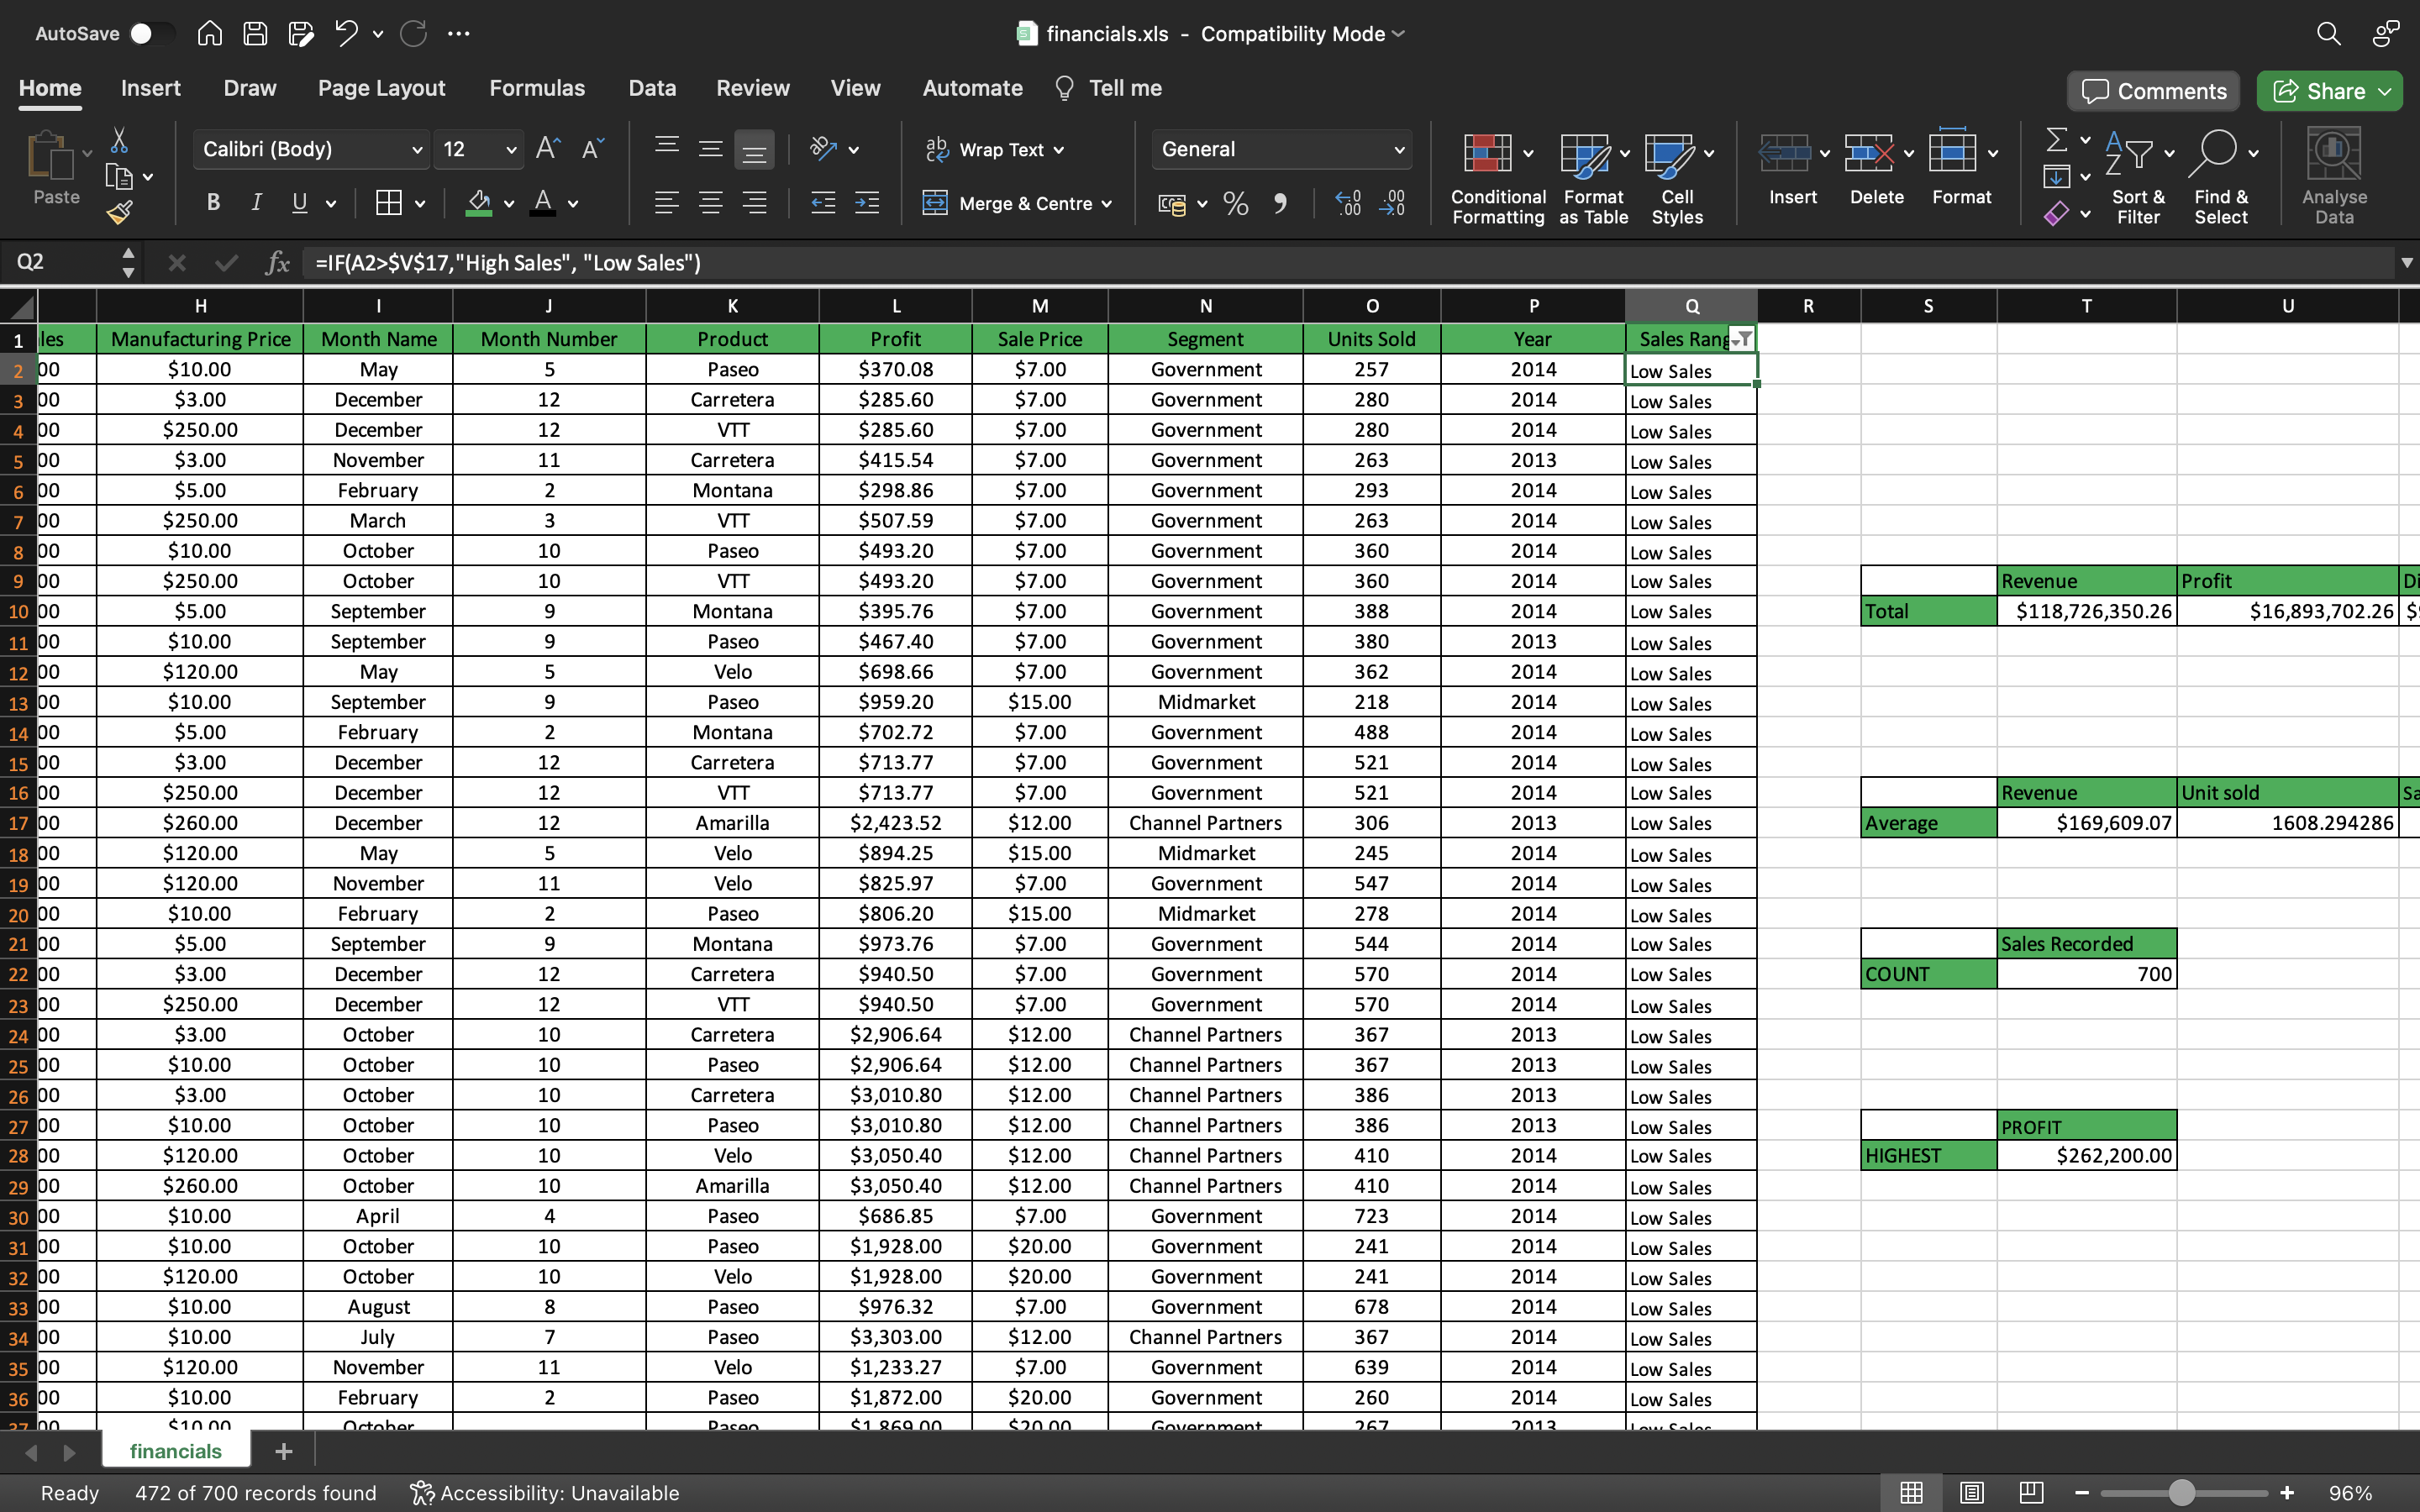 AutoSave
financials.xls - Compatibility Mode
Home Insert Draw Page Layout Formulas Data Review View Automate Tell me
Comments Share
Paste
Calibri (Body) 12
B I U
Wrap Text
Merge & Centre
General
Conditional Formatting
Format as Table
Cell Styles
Insert Delete Format
Sort & Filter
Find & Select
Analyse Data
Q2 fx =IF(A2>$V$17,"High Sales", "Low Sales")
H I J K L M N O P Q R S T U
1 les Manufacturing Price Month Name Month Number Product Profit Sale Price Segment Units Sold Year Sales Rang
2 00 $10.00 May 5 Paseo $370.08 $7.00 Government 257 2014 Low Sales
3 00 $3.00 December 12 Carretera $285.60 $7.00 Government 280 2014 Low Sales
4 00 $250.00 December 12 VTT $285.60 $7.00 Government 280 2014 Low Sales
5 00 $3.00 November 11 Carretera $415.54 $7.00 Government 263 2013 Low Sales
6 00 $5.00 February 2 Montana $298.86 $7.00 Government 293 2014 Low Sales
7 00 $250.00 March 3 VTT $507.59 $7.00 Government 263 2014 Low Sales
8 00 $10.00 October 10 Paseo $493.20 $7.00 Government 360 2014 Low Sales
9 00 $250.00 October 10 VTT $493.20 $7.00 Government 360 2014 Low Sales Revenue Profit Di
10 00 $5.00 September 9 Montana $395.76 $7.00 Government 388 2014 Low Sales Total $118,726,350.26 $16,893,702.26 $
11 00 $10.00 September 9 Paseo $467.40 $7.00 Government 380 2013 Low Sales
12 00 $120.00 May 5 Velo $698.66 $7.00 Government 362 2014 Low Sales
13 00 $10.00 September 9 Paseo $959.20 $15.00 Midmarket 218 2014 Low Sales
14 00 $5.00 February 2 Montana $702.72 $7.00 Government 488 2014 Low Sales
15 00 $3.00 December 12 Carretera $713.77 $7.00 Government 521 2014 Low Sales
16 00 $250.00 December 12 VTT $713.77 $7.00 Government 521 2014 Low Sales Revenue Unit sold Sa
17 00 $260.00 December 12 Amarilla $2,423.52 $12.00 Channel Partners 306 2013 Low Sales Average $169,609.07 1608.294286
18 00 $120.00 May 5 Velo $894.25 $15.00 Midmarket 245 2014 Low Sales
19 00 $120.00 November 11 Velo $825.97 $7.00 Government 547 2014 Low Sales
20 00 $10.00 February 2 Paseo $806.20 $15.00 Midmarket 278 2014 Low Sales
21 00 $5.00 September 9 Montana $973.76 $7.00 Government 544 2014 Low Sales Sales Recorded
22 00 $3.00 December 12 Carretera $940.50 $7.00 Government 570 2014 Low Sales COUNT 700
23 00 $250.00 December 12 VTT $940.50 $7.00 Government 570 2014 Low Sales
24 00 $3.00 October 10 Carretera $2,906.64 $12.00 Channel Partners 367 2013 Low Sales
25 00 $10.00 October 10 Paseo $2,906.64 $12.00 Channel Partners 367 2013 Low Sales
26 00 $3.00 October 10 Carretera $3,010.80 $12.00 Channel Partners 386 2013 Low Sales
27 00 $10.00 October 10 Paseo $3,010.80 $12.00 Channel Partners 386 2013 Low Sales PROFIT
28 00 $120.00 October 10 Velo $3,050.40 $12.00 Channel Partners 410 2014 Low Sales HIGHEST $262,200.00
29 00 $260.00 October 10 Amarilla $3,050.40 $12.00 Channel Partners 410 2014 Low Sales
30 00 $10.00 April 4 Paseo $686.85 $7.00 Government 723 2014 Low Sales
31 00 $10.00 October 10 Paseo $1,928.00 $20.00 Government 241 2014 Low Sales
32 00 $120.00 October 10 Velo $1,928.00 $20.00 Government 241 2014 Low Sales
33 00 $10.00 August 8 Paseo $976.32 $7.00 Government 678 2014 Low Sales
34 00 $10.00 July 7 Paseo $3,303.00 $12.00 Channel Partners 367 2014 Low Sales
35 00 $120.00 November 11 Velo $1,233.27 $7.00 Government 639 2014 Low Sales
36 00 $10.00 February 2 Paseo $1,872.00 $20.00 Government 260 2014 Low Sales
37 00 $10.00 October Paseo $1,869.00 $20.00 Government 267 2013 Low Sales
financials
Ready 472 of 700 records found Accessibility: Unavailable 96%